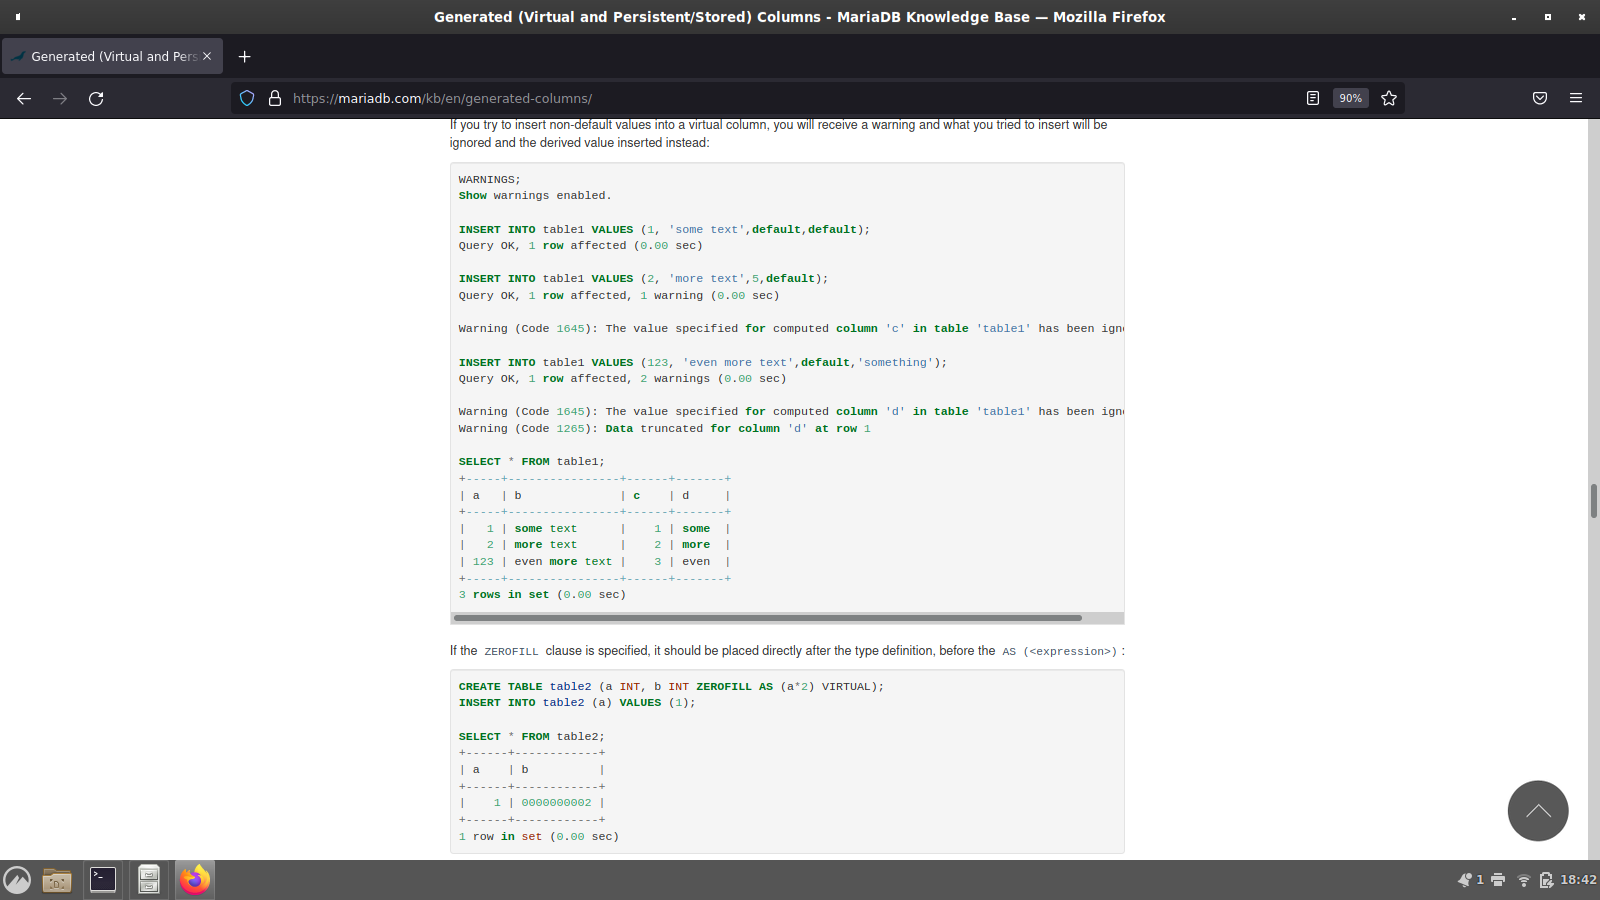 Generated (Virtual and Persistent/Stored) Columns - MariaDB Knowledge Base — Mozilla Firefox
Generated (Virtual and Pers
https://mariadb.com/kb/en/generated-columns/
90%
If you try to insert non-default values into a virtual column, you will receive a warning and what you tried to insert will be
ignored and the derived value inserted instead:
WARNINGS;
Show warnings enabled.
INSERT INTO table1 VALUES (1, 'some text',default,default);
Query OK, 1 row affected (0.00 sec)
INSERT INTO table1 VALUES (2, 'more text',5,default);
Query OK, 1 row affected, 1 warning (0.00 sec)
Warning (Code 1645): The value specified for computed column 'c' in table 'table1' has been igno
INSERT INTO table1 VALUES (123, 'even more text',default,'something');
Query OK, 1 row affected, 2 warnings (0.00 sec)
Warning (Code 1645): The value specified for computed column 'd' in table 'table1' has been igno
Warning (Code 1265): Data truncated for column 'd' at row 1
SELECT * FROM table1;
+-----+----------------+------+-------+
| a   | b              | c    | d     |
+-----+----------------+------+-------+
|   1 | some text      |    1 | some  |
|   2 | more text      |    2 | more  |
| 123 | even more text |    3 | even  |
+-----+----------------+------+-------+
3 rows in set (0.00 sec)
If the ZEROFILL clause is specified, it should be placed directly after the type definition, before the AS (<expression>) :
CREATE TABLE table2 (a INT, b INT ZEROFILL AS (a*2) VIRTUAL);
INSERT INTO table2 (a) VALUES (1);
SELECT * FROM table2;
+------+------------+
| a    | b          |
+------+------------+
|    1 | 0000000002 |
+------+------------+
1 row in set (0.00 sec)
1
18:42